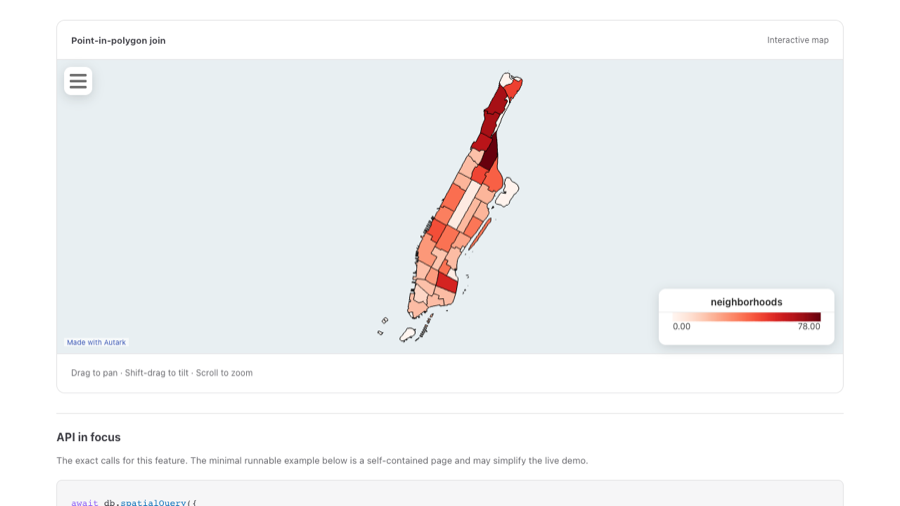 Point-in-polygon join
Interactive map
neighborhoods
0.00
78.00
Made with Autark
Drag to pan · Shift-drag to tilt · Scroll to zoom
API in focus
The exact calls for this feature. The minimal runnable example below is a self-contained page and may simplify the live demo.
await db.spatialQuery({